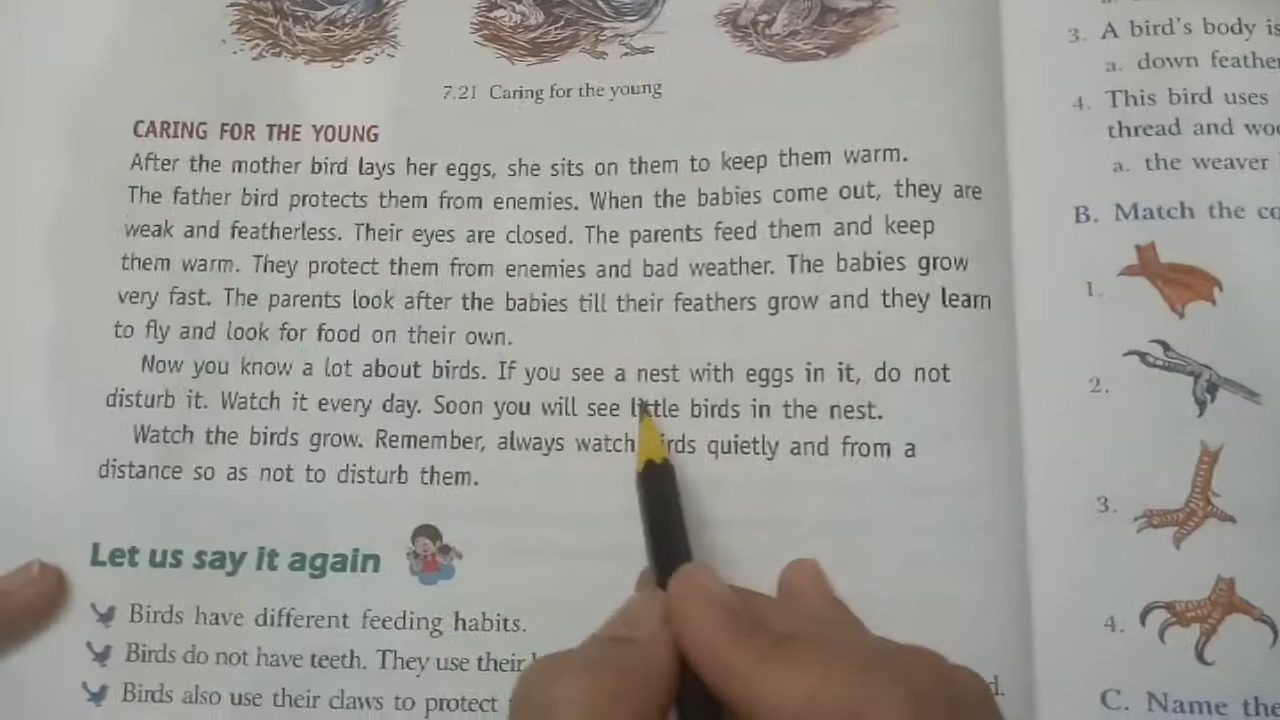 7.21 Caring for the young
CARING FOR THE YOUNG
After the mother bird lays her eggs, she sits on them to keep them warm.
The father bird protects them from enemies. When the babies come out, they are
weak and featherless. Their eyes are closed. The parents feed them and keep
them warm. They protect them from enemies and bad weather. The babies grow
very fast. The parents look after the babies till their feathers grow and they learn
to fly and look for food on their own.
Now you know a lot about birds. If you see a nest with eggs in it, do not
disturb it. Watch it every day. Soon you will see little birds in the nest.
Watch the birds grow. Remember, always watch birds quietly and from a
distance so as not to disturb them.
Let us say it again
Birds have different feeding habits.
Birds do not have teeth. They use their
Birds also use their claws to protect
3. A bird's body is
a. down
4. This bird uses
thread and
a. the weaver
B. Match the
1.
2.
3.
4.
C. Name the